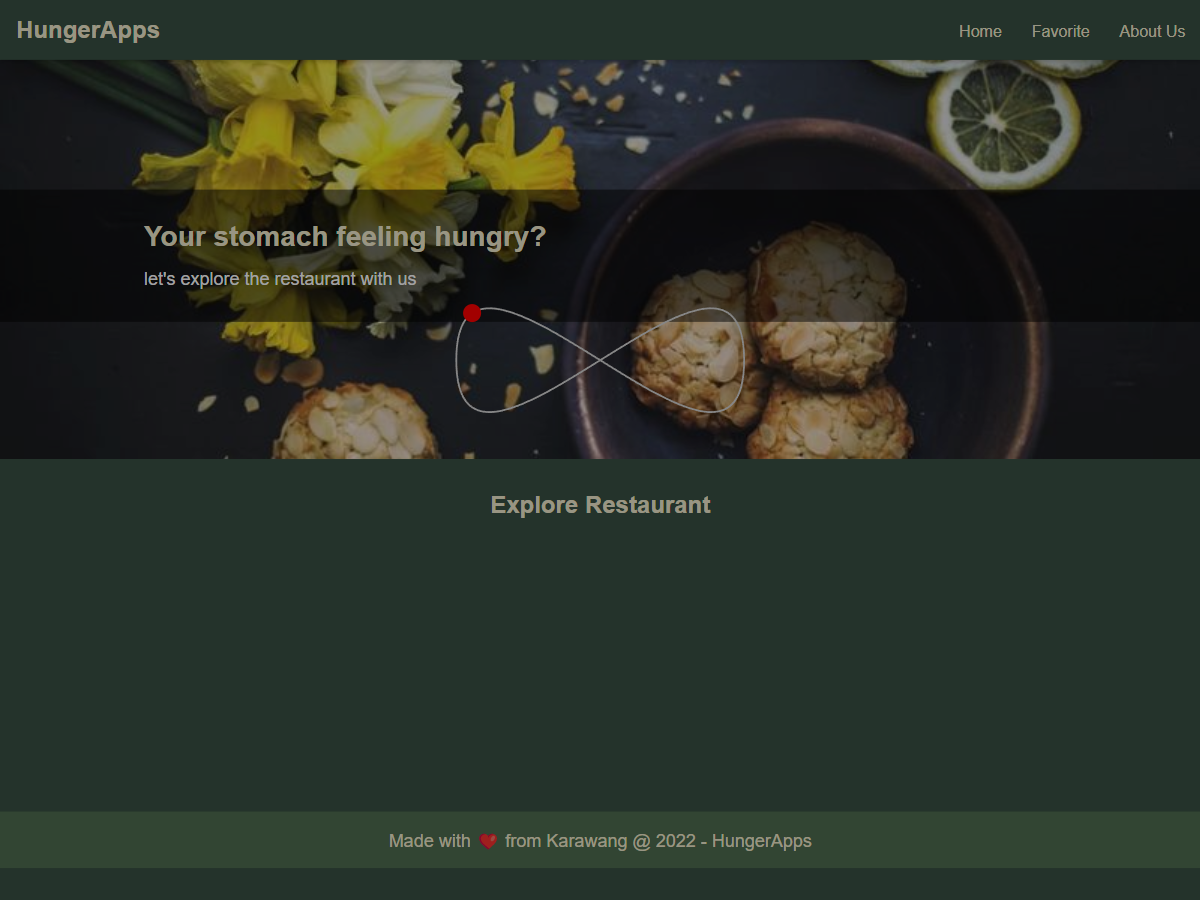 HungerApps
Home
Favorite
About Us
Your stomach feeling hungry?
let's explore the restaurant with us
Explore Restaurant
Made with ❤️ from Karawang @ 2022 - HungerApps